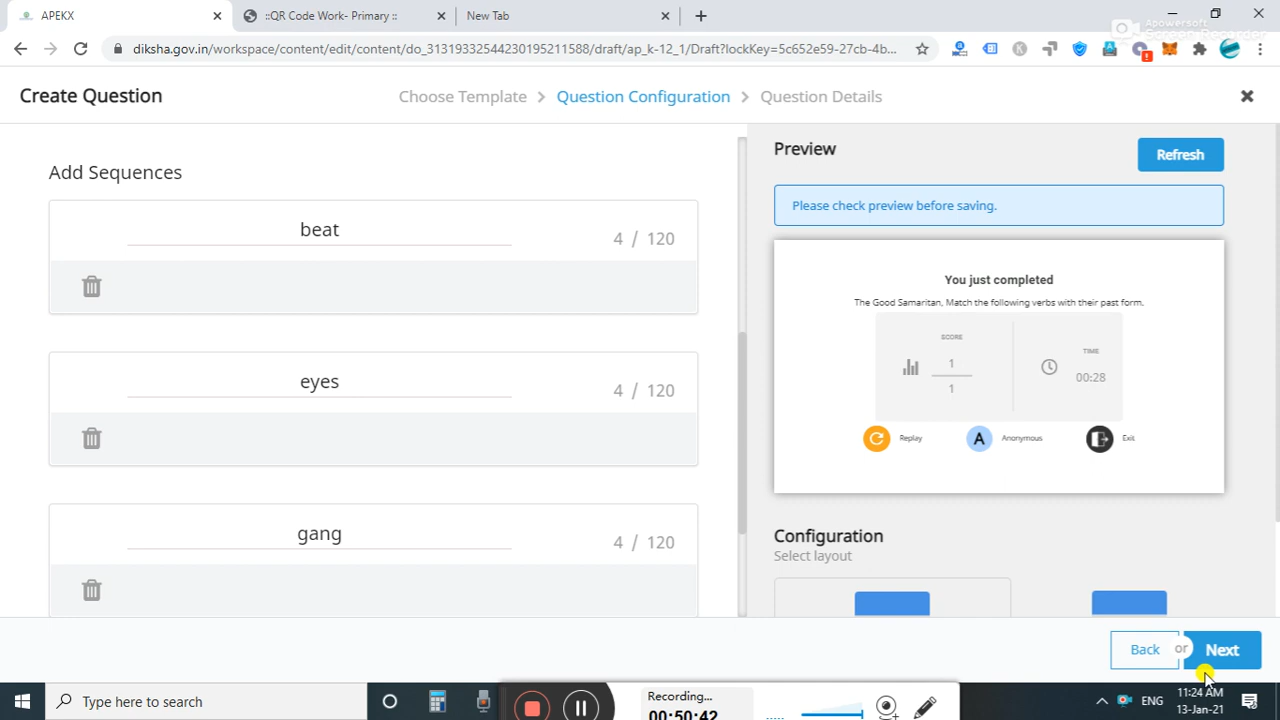 APEKX
::QR Code Work- Primary ::
New Tab
diksha.gov.in/workspace/content/edit/content/do_31319332544230195211588/draft/ap_k-12_1/Draft?lockKey=5c652e59-27cb-4b...
Apowersoft
Screen Recorder
Create Question
Choose Template > Question Configuration > Question Details
Add Sequences
beat
4 / 120
eyes
4 / 120
gang
4 / 120
Preview
Refresh
Please check preview before saving.
You just completed
The Good Samaritan, Match the following verbs with their past form.
SCORE
1
1
TIME
00:28
Replay
A
Anonymous
Exit
Configuration
Select layout
Back
or
Next
Type here to search
Recording...
00:50:42
ENG
11:24 AM
13-Jan-21